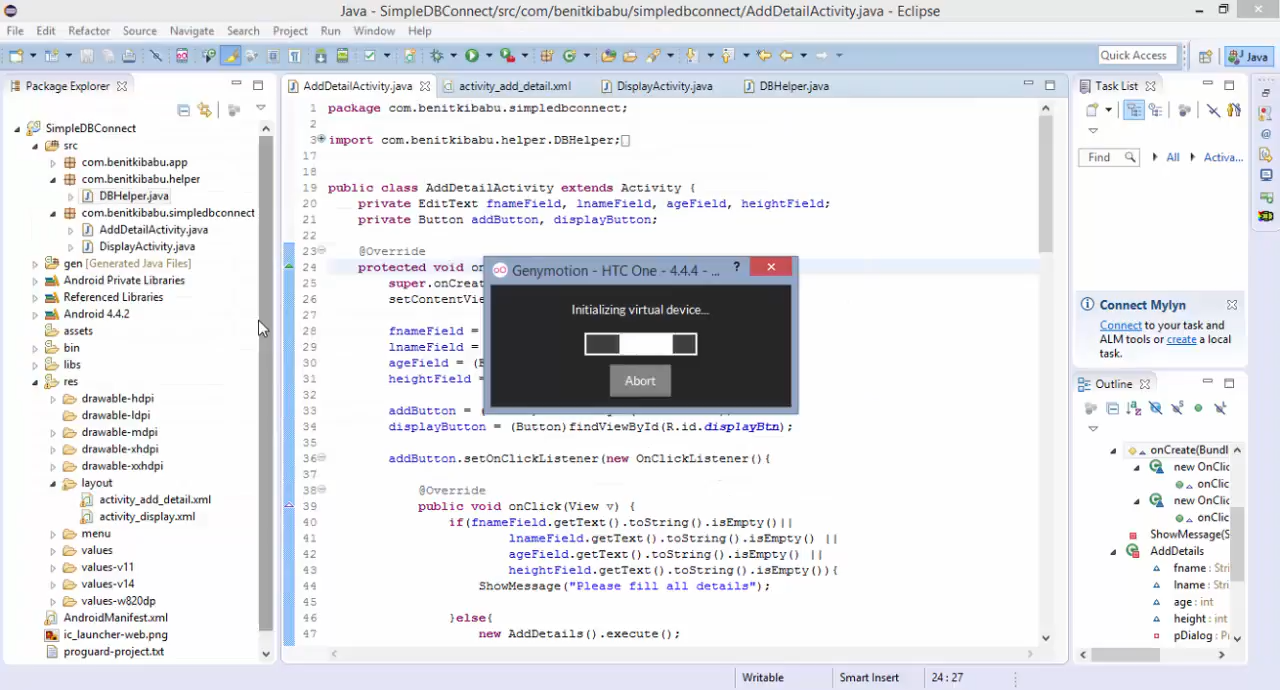 Java - SimpleDBConnect/src/com/benitkibabu/simpledbconnect/AddDetailActivity.java - Eclipse
File Edit Refactor Source Navigate Search Project Run Window Help
Quick Access
Java
Package Explorer
SimpleDBConnect
src
com.benitkibabu.app
com.benitkibabu.helper
DBHelper.java
com.benitkibabu.simpledbconnect
AddDetailActivity.java
DisplayActivity.java
gen [Generated Java Files]
Android Private Libraries
Referenced Libraries
Android 4.4.2
assets
bin
libs
res
drawable-hdpi
drawable-ldpi
drawable-mdpi
drawable-xhdpi
drawable-xxhdpi
layout
activity_add_detail.xml
activity_display.xml
menu
values
values-v11
values-v14
values-w820dp
AndroidManifest.xml
ic_launcher-web.png
proguard-project.txt
AddDetailActivity.java
activity_add_detail.xml
DisplayActivity.java
DBHelper.java
1 package com.benitkibabu.simpledbconnect;
2
3 import com.benitkibabu.helper.DBHelper;
17
18
19 public class AddDetailActivity extends Activity {
20 private EditText fnameField, lnameField, ageField, heightField;
21 private Button addButton, displayButton;
22
23 @Override
24 protected void on
25 super.onCreat
26 setContentVie
27
28 fnameField =
29 lnameField =
30 ageField = (E
31 heightField =
32
33 addButton = (
34 displayButton = (Button)findViewById(R.id.displayBtn);
35
36 addButton.setOnClickListener(new OnClickListener(){
37
38 @Override
39 public void onClick(View v) {
40 if(fnameField.getText().toString().isEmpty()||
41 lnameField.getText().toString().isEmpty() ||
42 ageField.getText().toString().isEmpty() ||
43 heightField.getText().toString().isEmpty()){
44 ShowMessage("Please fill all details");
45
46 }else{
47 new AddDetails().execute();
Genymotion - HTC One - 4.4.4 - ... ?
Initializing virtual device...
Abort
Task List
Find
All
Activa...
Connect Mylyn
Connect to your task and
ALM tools or create a local
task.
Outline
onCreate(Bundl
new OnClic
onClic
new OnClic
onClic
ShowMessage(S
AddDetails
fname : Stri
lname : Stri
age : int
height : int
pDialog : P
Writable
Smart Insert
24 : 27